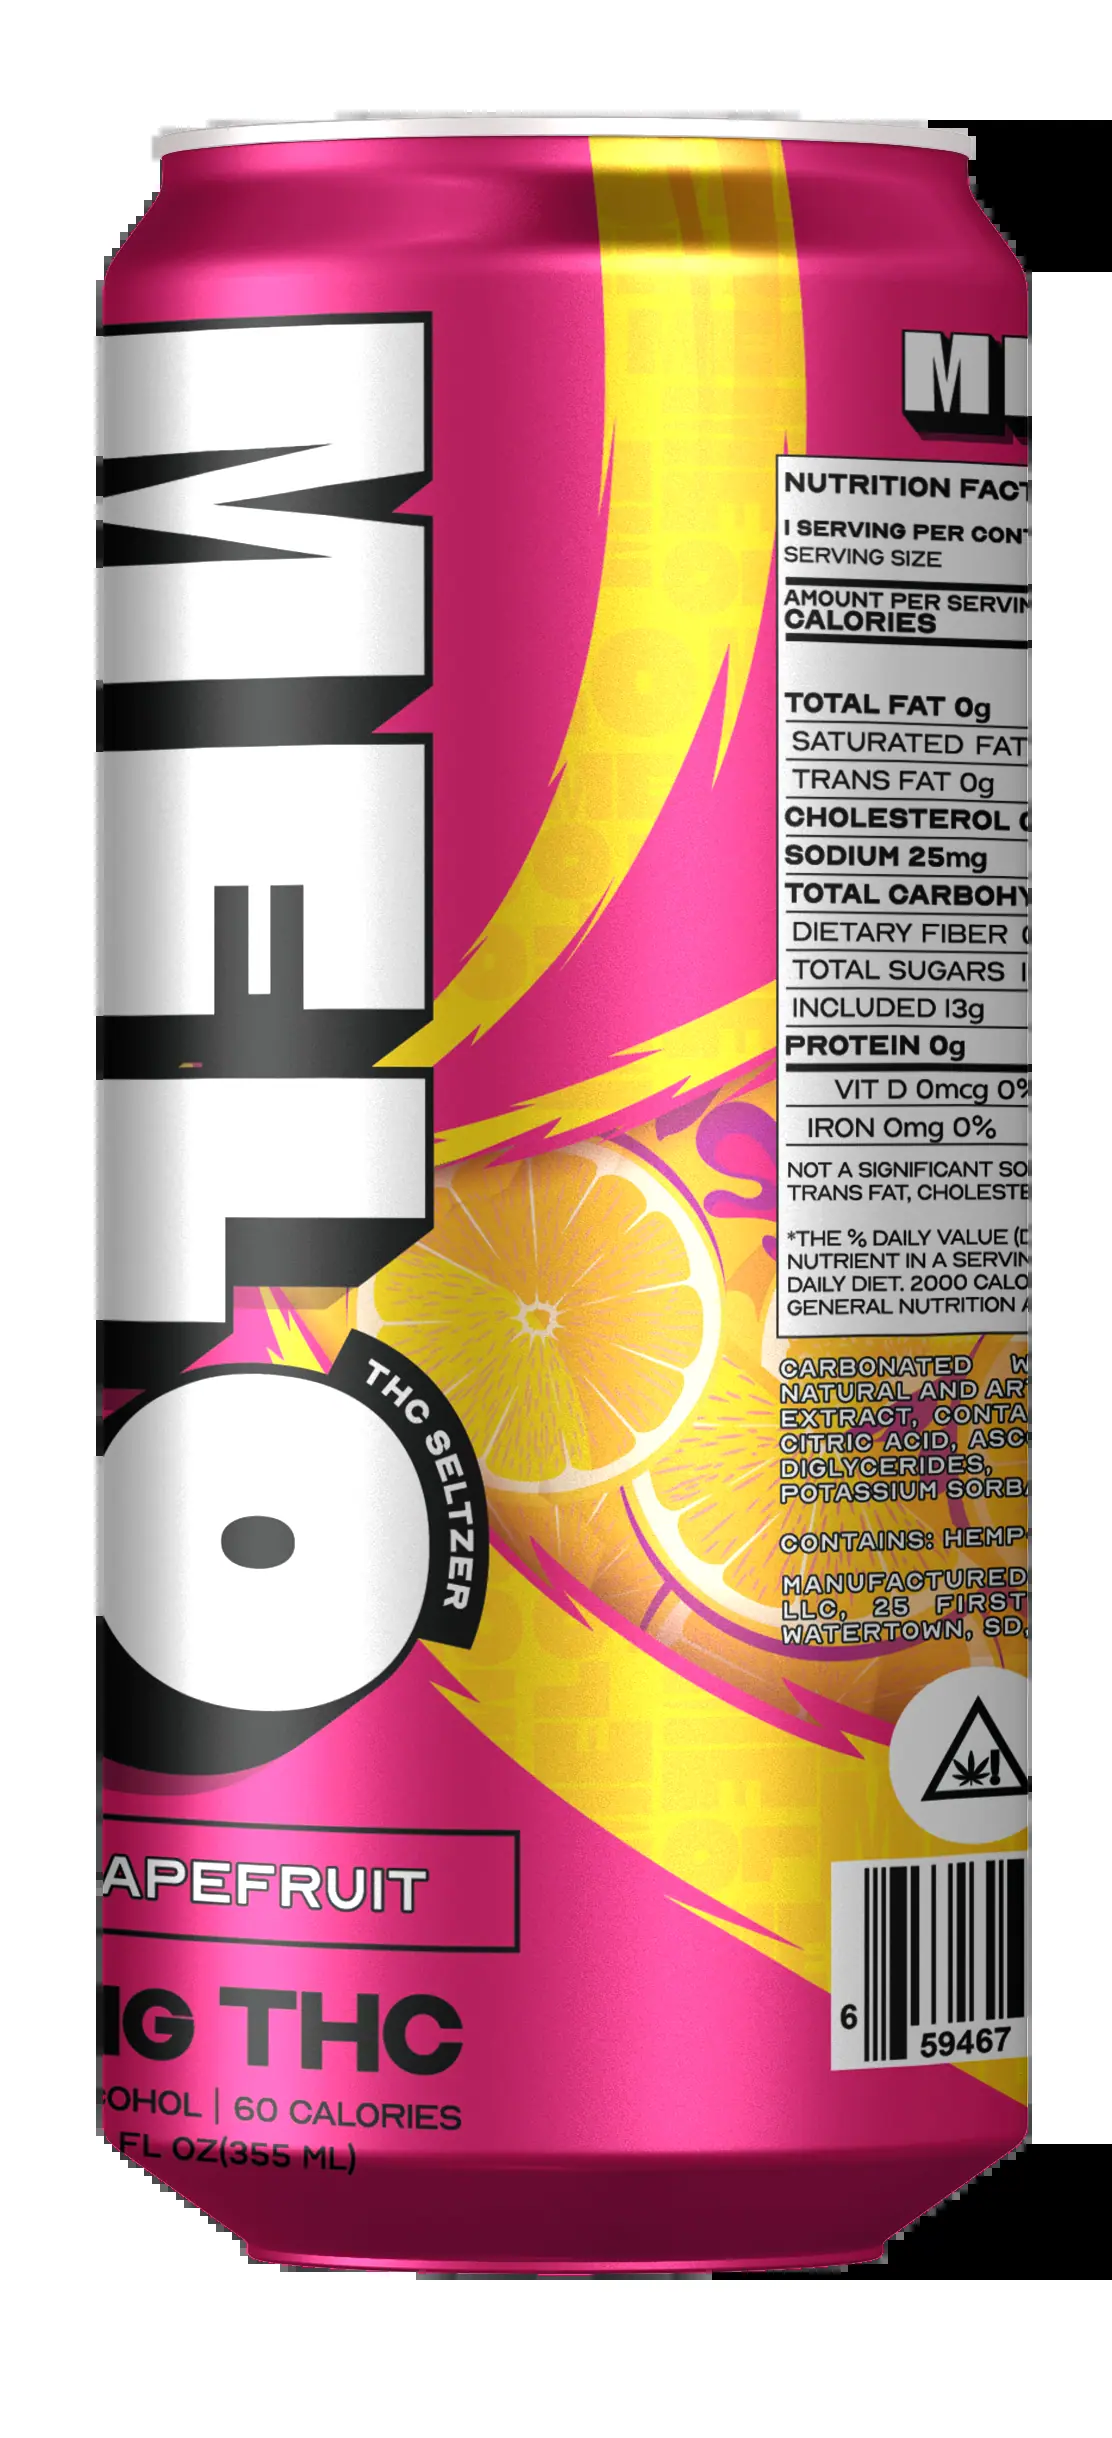 MELO
THC SELTZER
APEFRUIT
THC
60 CALORIES
FL OZ(355 ML)
NUTRITION FACT
1 SERVING PER CON
SERVING SIZE
AMOUNT PER SERVIN
CALORIES
TOTAL FAT 0g
SATURATED FAT
TRANS FAT 0g
CHOLESTEROL
SODIUM 25mg
TOTAL CARBOHY
DIETARY FIBER
TOTAL SUGARS 1
INCLUDED 13g
PROTEIN 0g
VIT D 0mcg 0%
IRON 0mg 0%
NOT A SIGNIFICANT SO
TRANS FAT, CHOLESTE
*THE % DAILY VALUE (D
NUTRIENT IN A SERVIN
DAILY DIET. 2000 CALO
GENERAL NUTRITION A
CARBONATED W
NATURAL AND AR
EXTRACT, CONTA
CITRIC ACID, ASC
DIGLYCERIDES,
POTASSIUM SORB
CONTAINS: HEMP
MANUFACTURED
LLC, 25 FIRST
WATERTOWN, SD,
6 59467